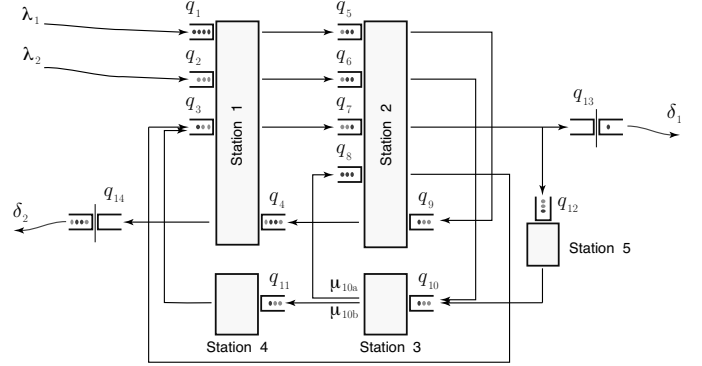 λ₁ q₁ q₅
λ₂ q₂ q₆
q₃ q₇ q₁₃
Station 1 Station 2
q₈ δ₁
q₁₄ q₄ q₉ q₁₂
δ₂
Station 5
q₁₁ μ₁₀ₐ q₁₀
μ₁₀b
Station 4 Station 3